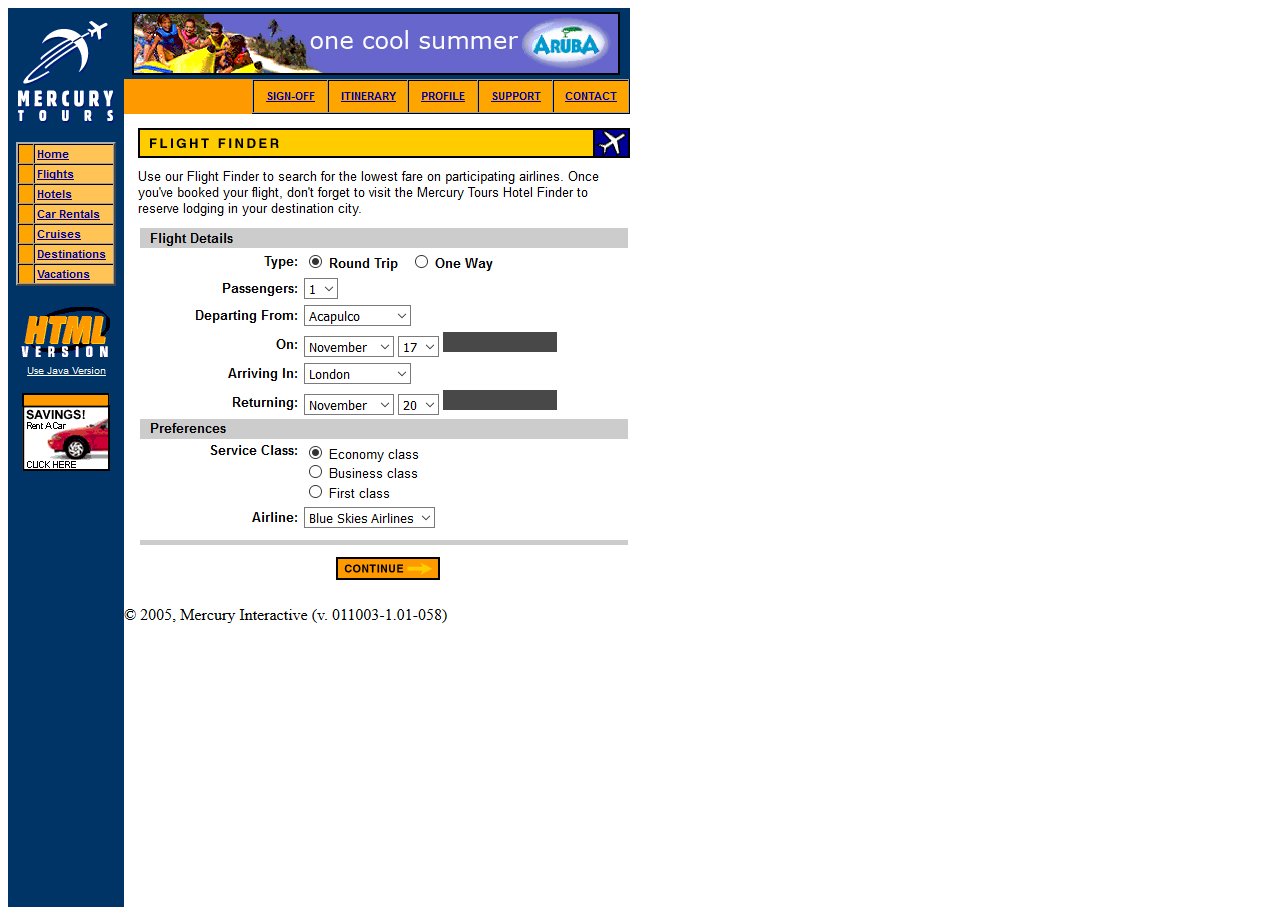 one cool summer
ARUBA
MERCURY
TOURS
SIGN-OFF ITINERARY PROFILE SUPPORT CONTACT
Home
Flights
Hotels
Car Rentals
Cruises
Destinations
Vacations
HTML
VERSION
Use Java Version
SAVINGS!
Rent A Car
CLICK HERE
FLIGHT FINDER
Use our Flight Finder to search for the lowest fare on participating airlines. Once
you've booked your flight, don't forget to visit the Mercury Tours Hotel Finder to
reserve lodging in your destination city.
Flight Details
Type: Round Trip One Way
Passengers: 1
Departing From: Acapulco
On: November 17
Arriving In: London
Returning: November 20
Preferences
Service Class: Economy class
Business class
First class
Airline: Blue Skies Airlines
CONTINUE
© 2005, Mercury Interactive (v. 011003-1.01-058)